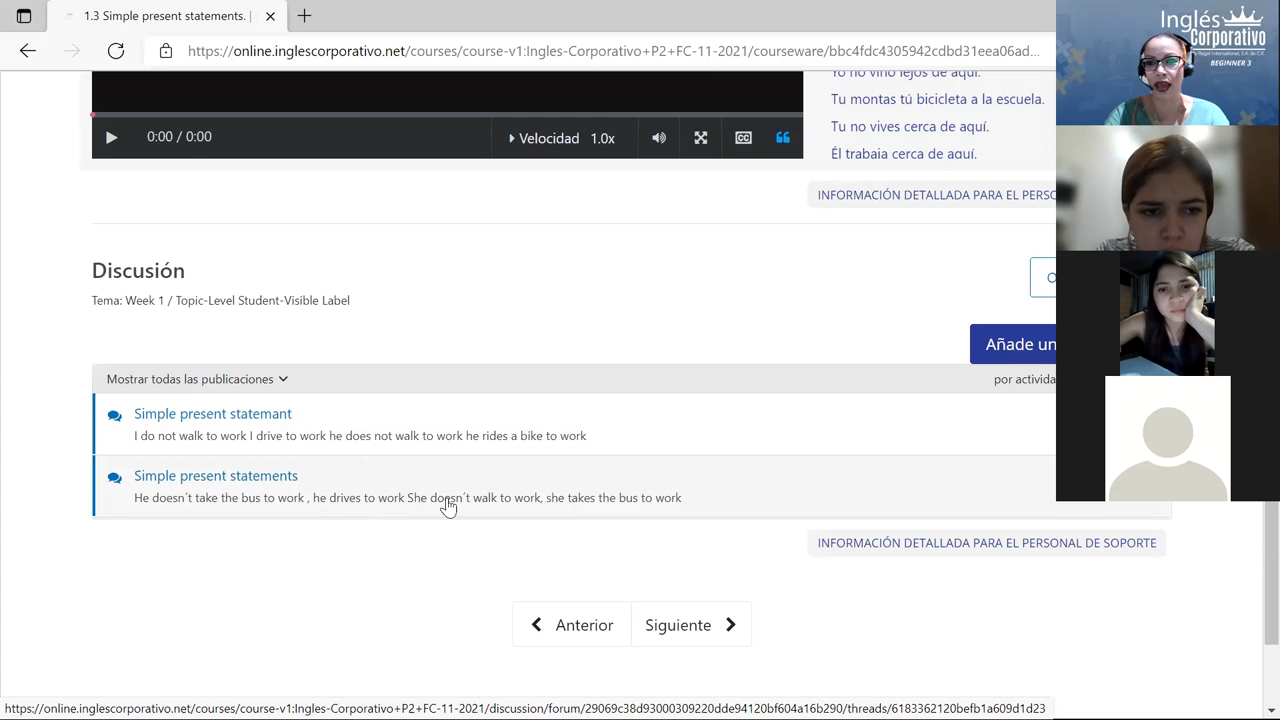 1.3 Simple present statements. |
https://online.inglescorporativo.net/courses/course-v1:Ingles-Corporativo+P2+FC-11-2021/courseware/bbc4fdc4305942cdbd31eea06ad...
Inglés
Corporativo
BEGINNER 3
Yo no vino lejos de aquí.
Tu montas tú bicicleta a la escuela.
Tu no vives cerca de aquí.
Él trabaja cerca de aquí.
0:00 / 0:00
Velocidad 1.0x
CC
INFORMACIÓN DETALLADA PARA EL PERSO
Discusión
Tema: Week 1 / Topic-Level Student-Visible Label
Añade un
Mostrar todas las publicaciones
por activida
Simple present statemant
I do not walk to work I drive to work he does not walk to work he rides a bike to work
Simple present statements
He doesn´t take the bus to work , he drives to work She doesn´t walk to work, she takes the bus to work
INFORMACIÓN DETALLADA PARA EL PERSONAL DE SOPORTE
Anterior
Siguiente
https://online.inglescorporativo.net/courses/course-v1:Ingles-Corporativo+P2+FC-11-2021/discussion/forum/29069c38d93000309220dde94120bf604a16b290/threads/6183362120befb1a609d1d23